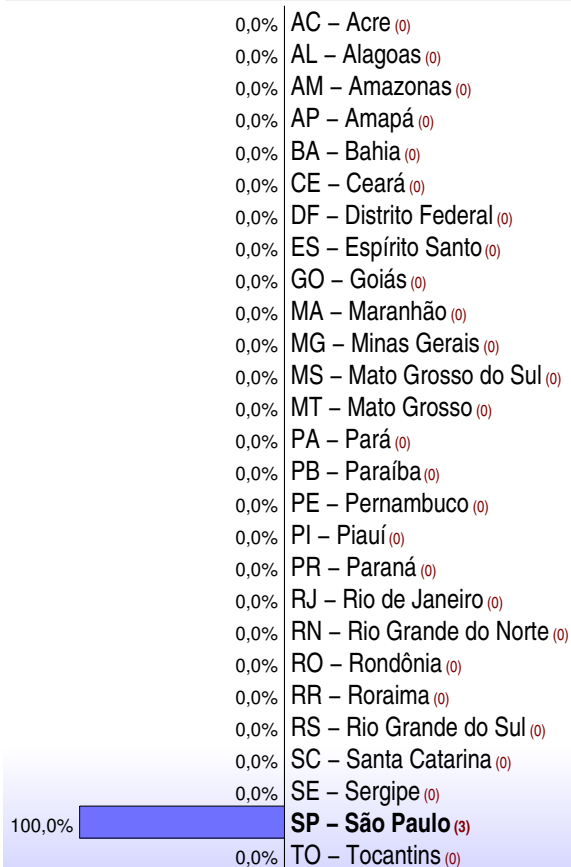 0,0% AC – Acre (0)
0,0% AL – Alagoas (0)
0,0% AM – Amazonas (0)
0,0% AP – Amapá (0)
0,0% BA – Bahia (0)
0,0% CE – Ceará (0)
0,0% DF – Distrito Federal (0)
0,0% ES – Espírito Santo (0)
0,0% GO – Goiás (0)
0,0% MA – Maranhão (0)
0,0% MG – Minas Gerais (0)
0,0% MS – Mato Grosso do Sul (0)
0,0% MT – Mato Grosso (0)
0,0% PA – Pará (0)
0,0% PB – Paraíba (0)
0,0% PE – Pernambuco (0)
0,0% PI – Piauí (0)
0,0% PR – Paraná (0)
0,0% RJ – Rio de Janeiro (0)
0,0% RN – Rio Grande do Norte (0)
0,0% RO – Rondônia (0)
0,0% RR – Roraima (0)
0,0% RS – Rio Grande do Sul (0)
0,0% SC – Santa Catarina (0)
0,0% SE – Sergipe (0)
100,0% SP – São Paulo (3)
0,0% TO – Tocantins (0)